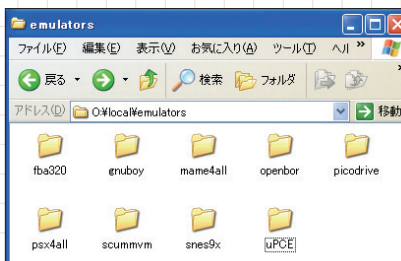 emulators
ファイル(F) 編集(E) 表示(V) お気に入り(A) ツール(T) ヘル »
戻る 検索 フォルダ »
アドレス(D) O:¥local¥emulators 移動
fba320 gnuboy mame4all openbor picodrive
psx4all scummvm snes9x uPCE